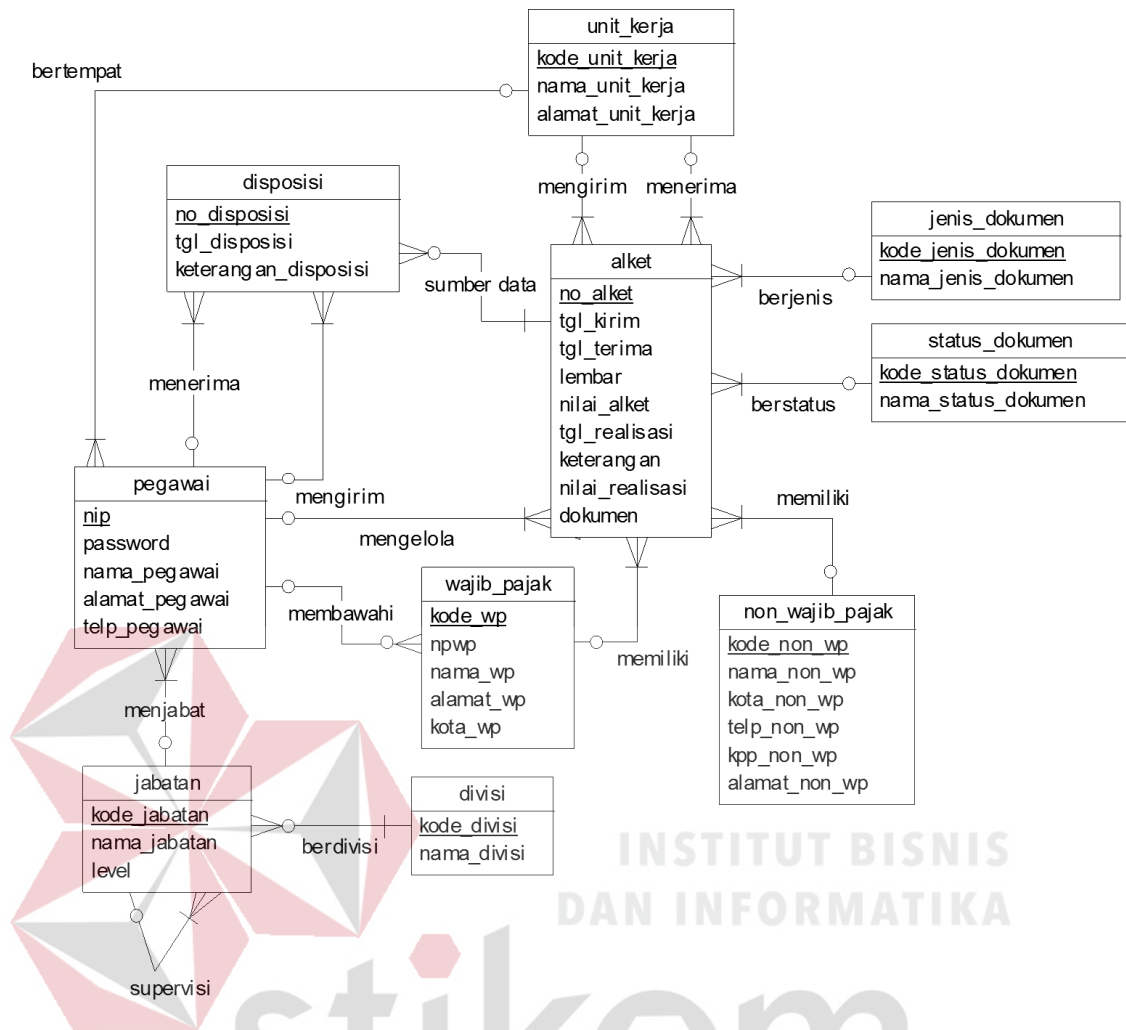 unit_kerja
kode_unit_kerja
nama_unit_kerja
alamat_unit_kerja
bertempat
mengirim
menerima
disposisi
no_disposisi
tgl_disposisi
keterangan_disposisi
sumber data
alket
no_alket
tgl_kirim
tgl_terima
lembar
nilai_alket
tgl_realisasi
keterangan
nilai_realisasi
dokumen
jenis_dokumen
kode_jenis_dokumen
nama_jenis_dokumen
berjenis
status_dokumen
kode_status_dokumen
nama_status_dokumen
berstatus
menerima
mengirim
pegawai
nip
password
nama_pegawai
alamat_pegawai
telp_pegawai
mengelola
membawahi
wajib_pajak
kode_wp
npwp
nama_wp
alamat_wp
kota_wp
memiliki
memiliki
non_wajib_pajak
kode_non_wp
nama_non_wp
kota_non_wp
telp_non_wp
kpp_non_wp
alamat_non_wp
menjabat
jabatan
kode_jabatan
nama_jabatan
level
berdivisi
divisi
kode_divisi
nama_divisi
supervisi
INSTITUT BISNIS
DAN INFORMATIKA
stikom